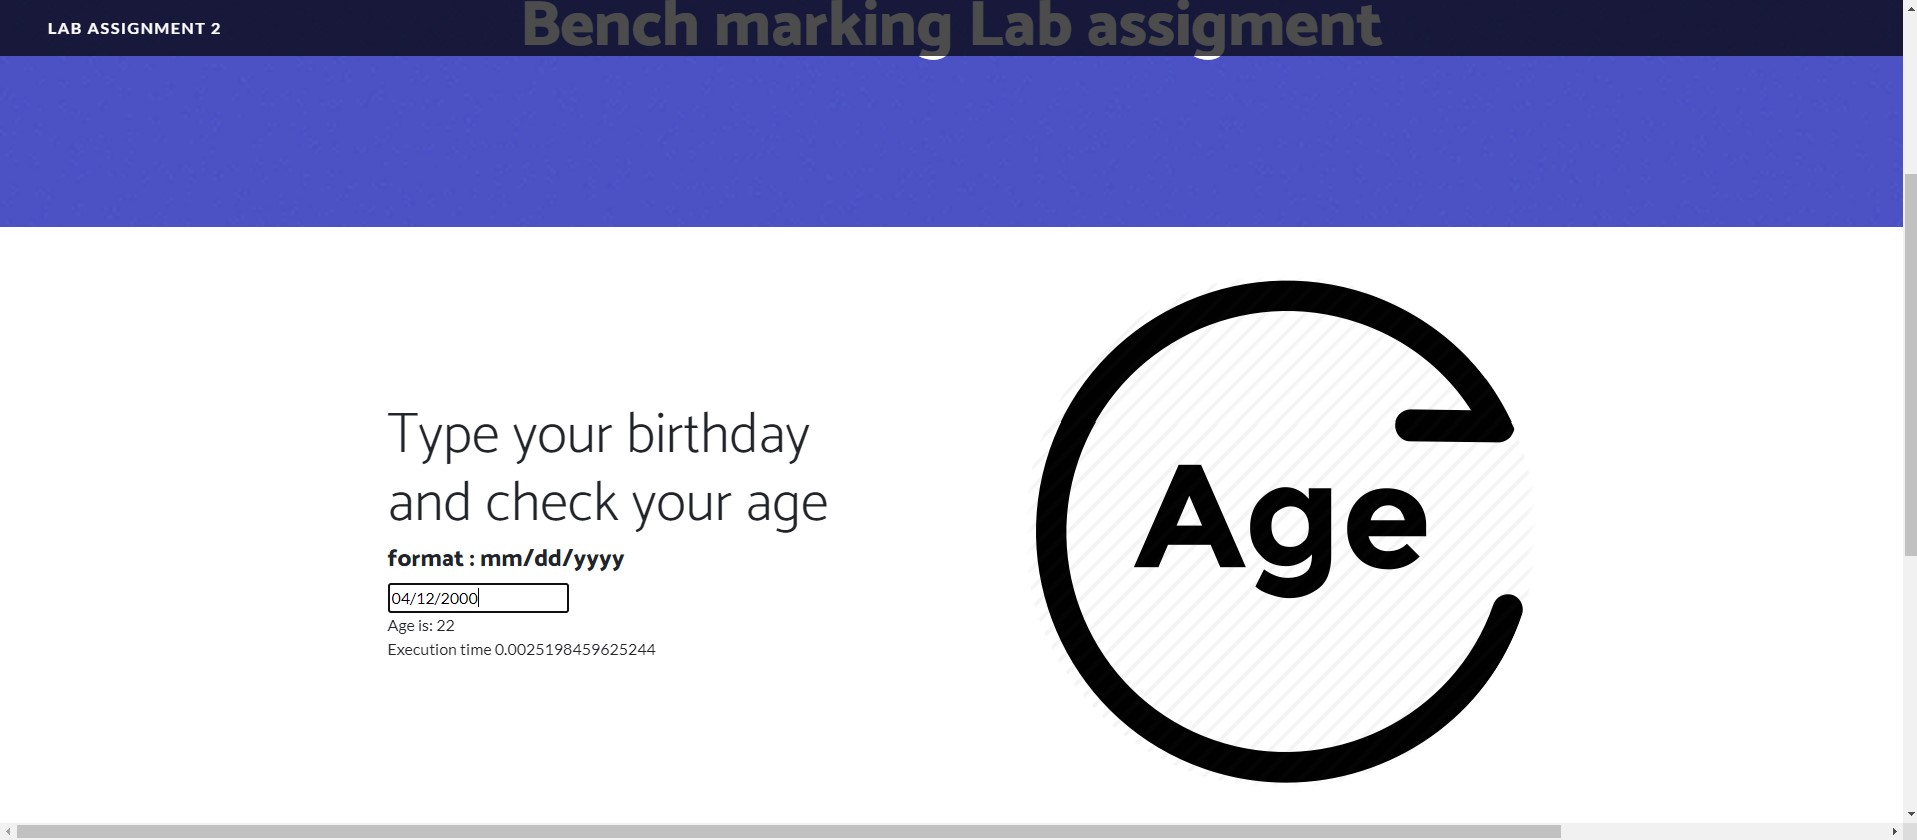 LAB ASSIGNMENT 2
Bench marking Lab assigment
Type your birthday
and check your age
format : mm/dd/yyyy
04/12/2000
Age is: 22
Execution time 0.0025198459625244
Age